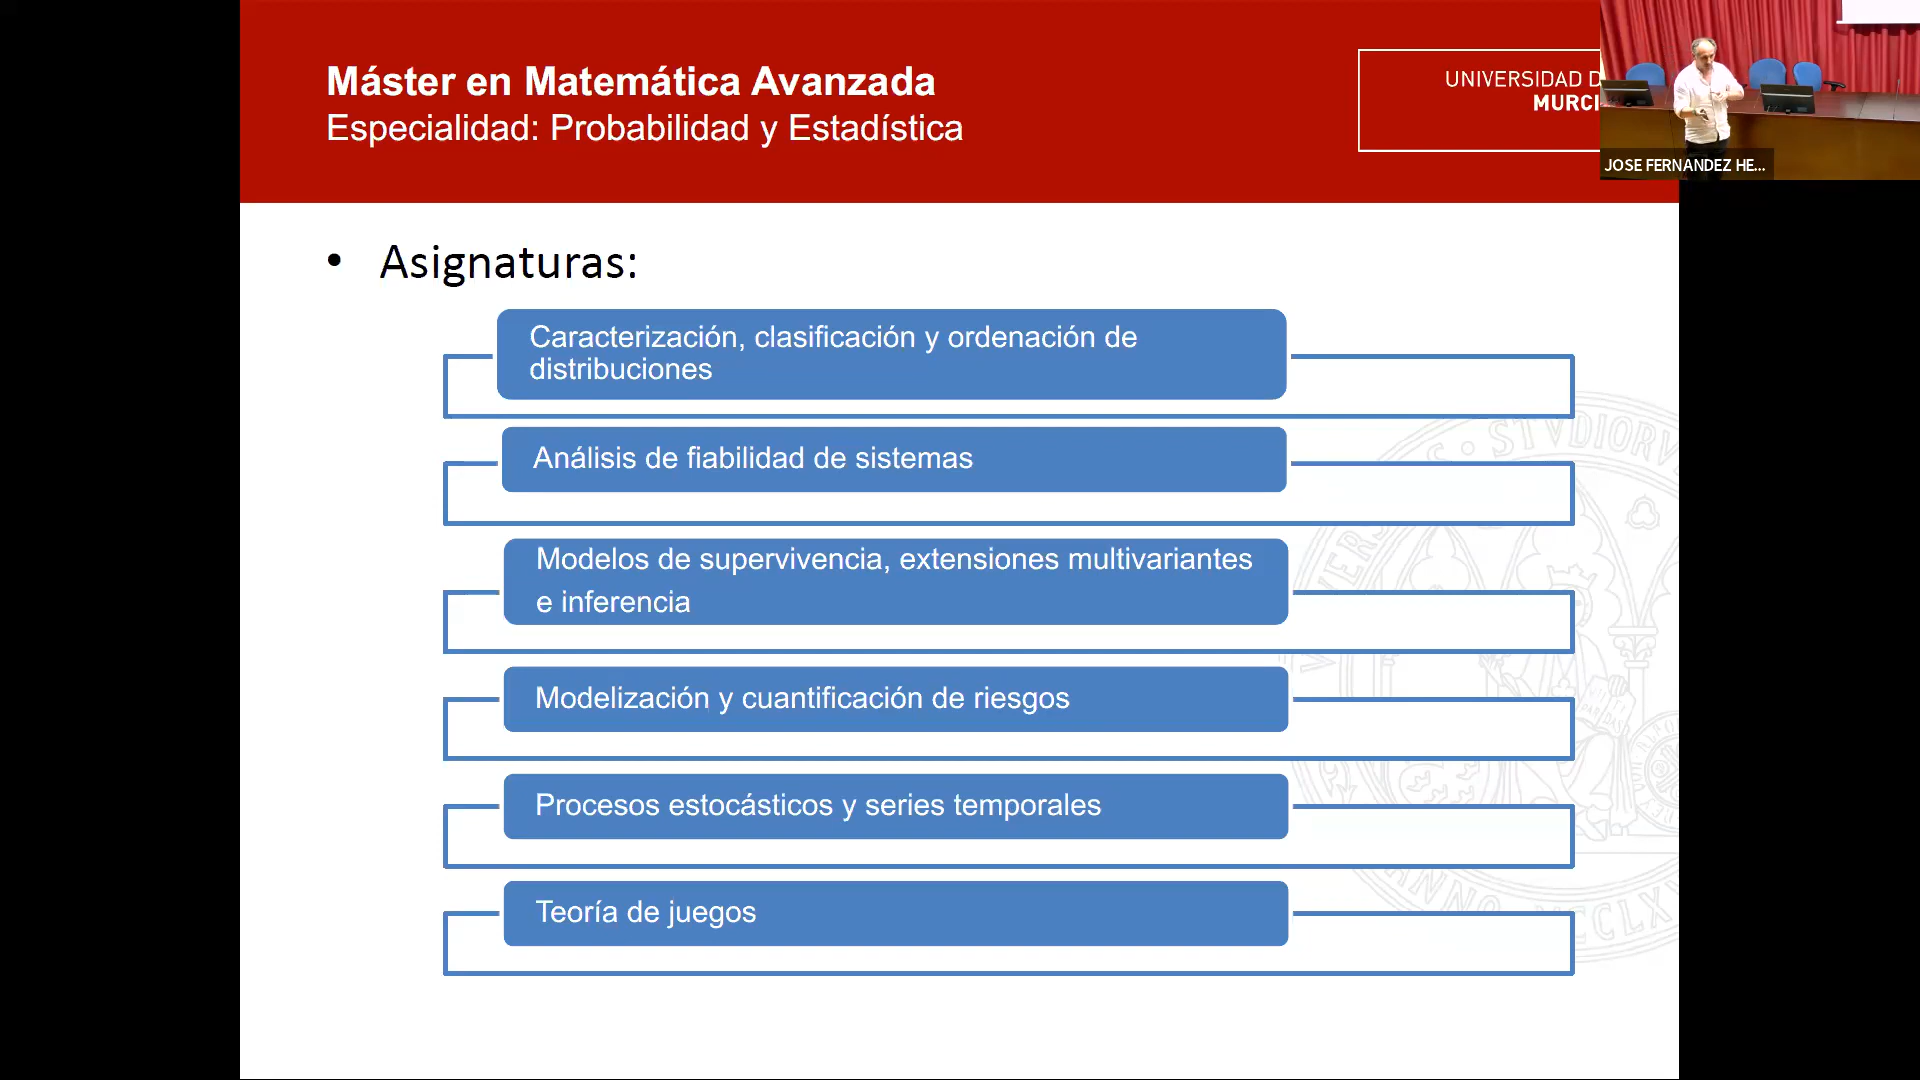 Máster en Matemática Avanzada
Especialidad: Probabilidad y Estadística
UNIVERSIDAD D
MURCI
JOSE FERNANDEZ HE...
• Asignaturas:
Caracterización, clasificación y ordenación de
distribuciones
Análisis de fiabilidad de sistemas
Modelos de supervivencia, extensiones multivariantes
e inferencia
Modelización y cuantificación de riesgos
Procesos estocásticos y series temporales
Teoría de juegos